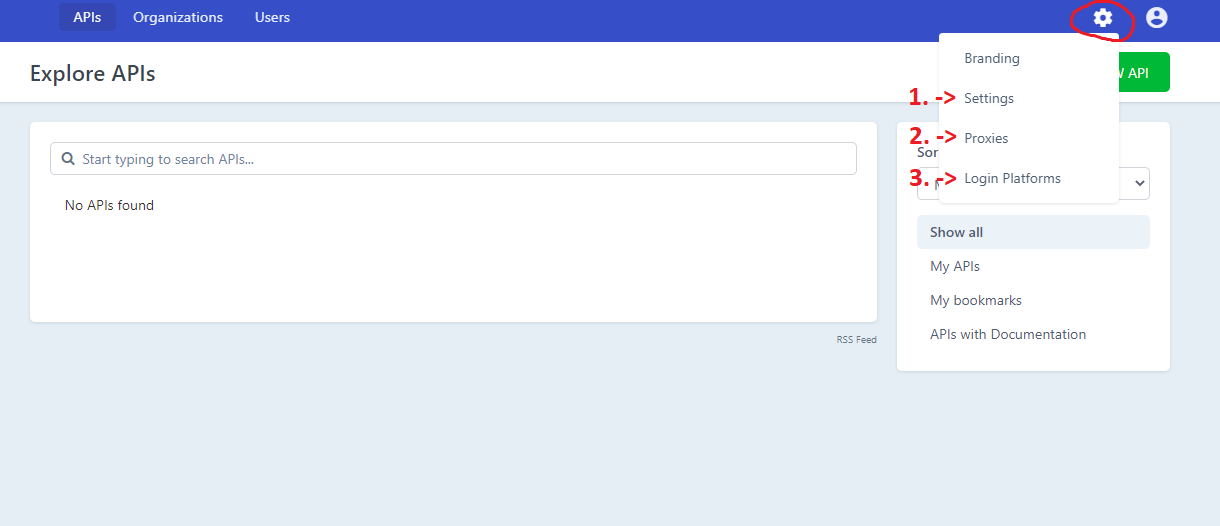 APIs Organizations Users
Explore APIs
Branding
API
1. -> Settings
2. -> Proxies
3. -> Login Platforms
Start typing to search APIs...
No APIs found
Show all
My APIs
My bookmarks
APIs with Documentation
RSS Feed